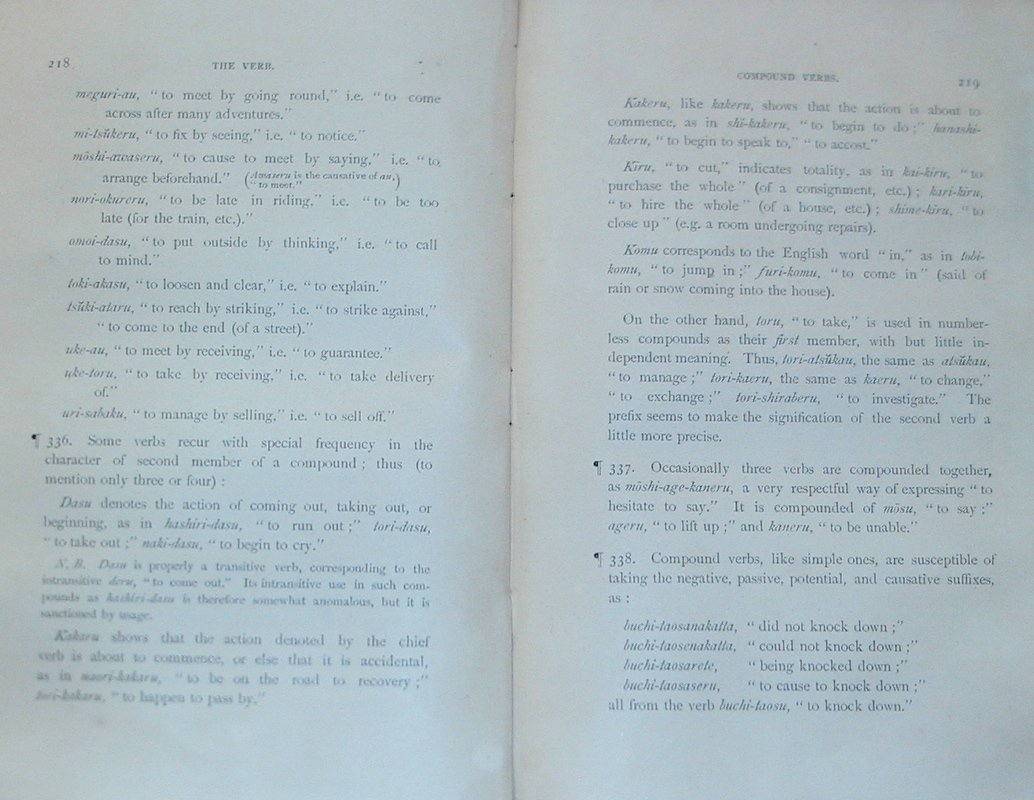 218
THE VERB.
meguri-au, “to meet by going round,” i.e. “to come
across after many adventures.”
mi-tsŭkeru, “to fix by seeing,” i.e. “to notice.”
mōshi-awaseru, “to cause to meet by saying,” i.e. “to
arrange beforehand.” (Awaseru is the causative of au, “to meet.”)
nori-okureru, “to be late in riding,” i.e. “to be too
late (for the train, etc.).”
omoi-dasu, “to put outside by thinking,” i.e. “to call
to mind.”
toki-akasu, “to loosen and clear,” i.e. “to explain.”
tsŭki-ataru, “to reach by striking,” i.e. “to strike against,”
“to come to the end (of a street).”
uke-au, “to meet by receiving,” i.e. “to guarantee.”
uke-toru, “to take by receiving,” i.e. “to take delivery
of.”
uri-sabaku, “to manage by selling,” i.e. “to sell off.”
¶ 336. Some verbs recur with special frequency in the
character of second member of a compound; thus (to
mention only three or four) :
Dasu denotes the action of coming out, taking out, or
beginning, as in hashiri-dasu, “to run out;” tori-dasu,
“to take out;” naki-dasu, “to begin to cry.”
N. B. Dasu is properly a transitive verb, corresponding to the
intransitive deru, “to come out.” Its intransitive use in such com-
pounds as hashiri-dasu is therefore somewhat anomalous, but it is
sanctioned by usage.
Kakaru shows that the action denoted by the chief
verb is about to commence, or else that it is accidental,
as in naori-kakaru, “to be on the road to recovery;”
tōri-kakaru, “to happen to pass by.”
COMPOUND VERBS.
219
Kakeru, like kakeru, shows that the action is about to
commence, as in shi-kakeru, “to begin to do;” hanashi-
kakeru, “to begin to speak to,” “to accost.”
Kiru, “to cut,” indicates totality, as in kai-kiru, “to
purchase the whole” (of a consignment, etc.) ; kari-kiru,
“to hire the whole” (of a house, etc.) ; shime-kiru, “to
close up” (e.g. a room undergoing repairs).
Komu corresponds to the English word “in,” as in tobi-
komu, “to jump in;” furi-komu, “to come in” (said of
rain or snow coming into the house).
On the other hand, toru, “to take,” is used in number-
less compounds as their first member, with but little in-
dependent meaning. Thus, tori-atsŭkau, the same as atsŭkau,
“to manage;” tori-kaeru, the same as kaeru, “to change,”
“to exchange;” tori-shiraberu, “to investigate.” The
prefix seems to make the signification of the second verb a
little more precise.
¶ 337. Occasionally three verbs are compounded together,
as mōshi-age-kaneru, a very respectful way of expressing “to
hesitate to say.” It is compounded of mōsu, “to say;”
ageru, “to lift up;” and kaneru, “to be unable.”
¶ 338. Compound verbs, like simple ones, are susceptible of
taking the negative, passive, potential, and causative suffixes,
as :
buchi-taosanakatta, “did not knock down;”
buchi-taosenakatta, “could not knock down;”
buchi-taosarete, “being knocked down;”
buchi-taosaseru, “to cause to knock down;”
all from the verb buchi-taosu, “to knock down.”